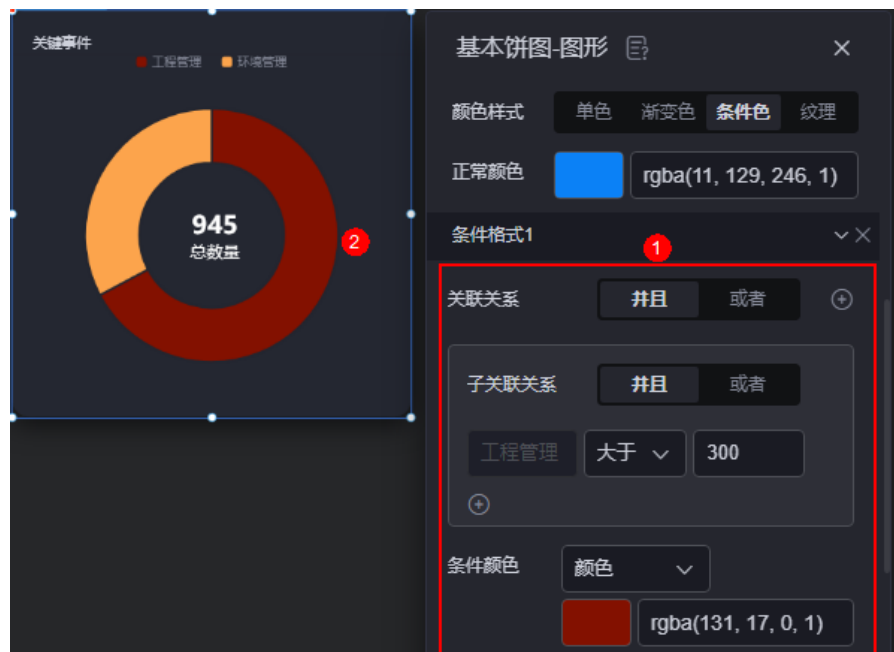 关键事件
工程管理 环境管理
945
总数量
2
基本饼图-图形
颜色样式 单色 渐变色 条件色 纹理
正常颜色 rgba(11, 129, 246, 1)
条件格式1
1
关联关系 并且 或者
子关联关系 并且 或者
工程管理 大于 300
条件颜色 颜色
rgba(131, 17, 0, 1)